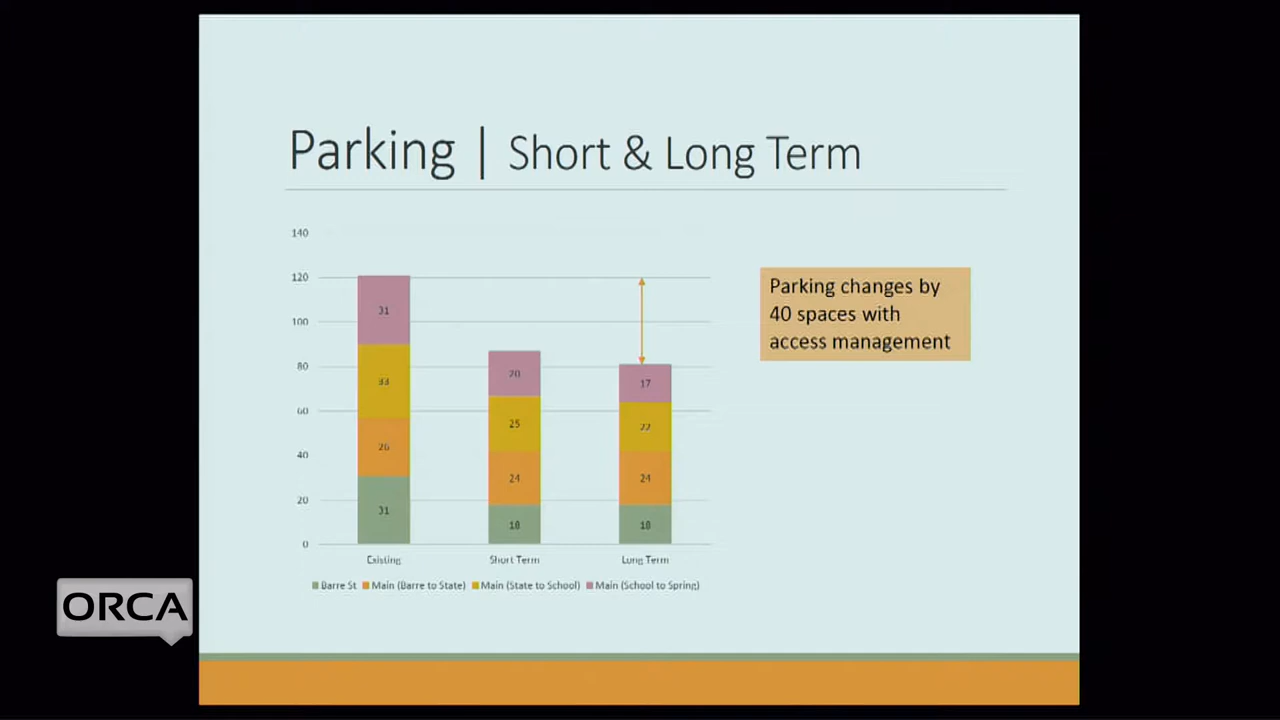 Parking | Short & Long Term
140
120
100
80
60
40
20
0
31
33
26
31
20
25
24
18
17
22
24
18
Existing
Short Term
Long Term
Barre St Main (Barre to State) Main (State to School) Main (School to Spring)
Parking changes by
40 spaces with
access management
ORCA